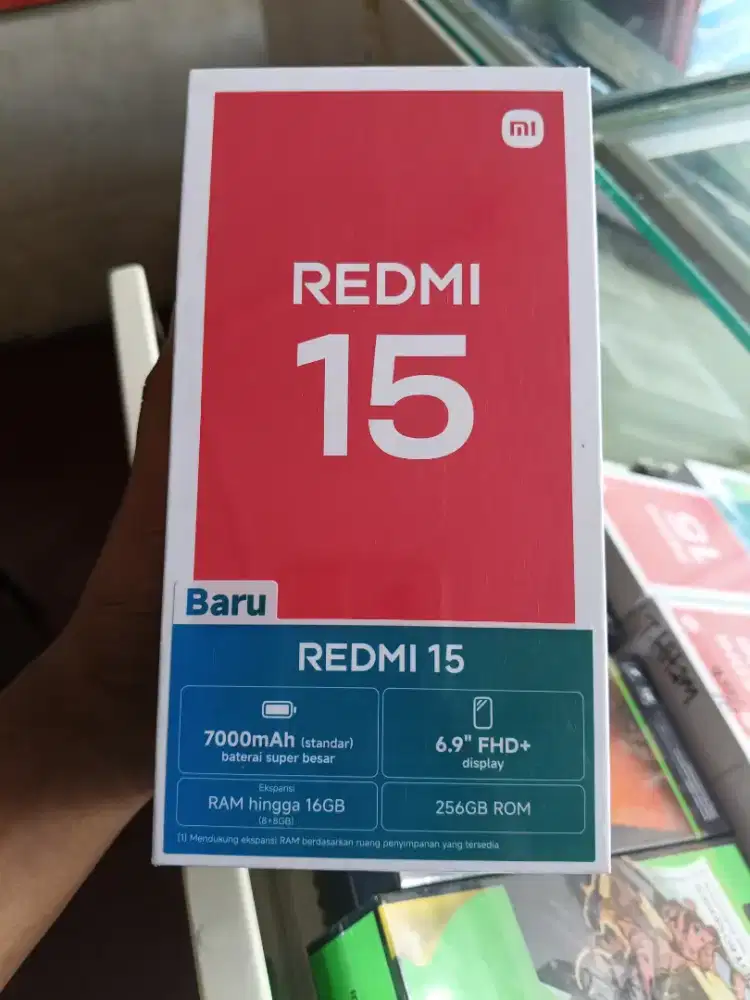 mi
REDMI
15
Baru
REDMI 15
7000mAh (standar)
baterai super besar
6.9" FHD+
display
Ekspansi
RAM hingga 16GB
(8+8GB)
256GB ROM
[1] Mendukung ekspansi RAM berdasarkan ruang penyimpanan yang tersedia
15